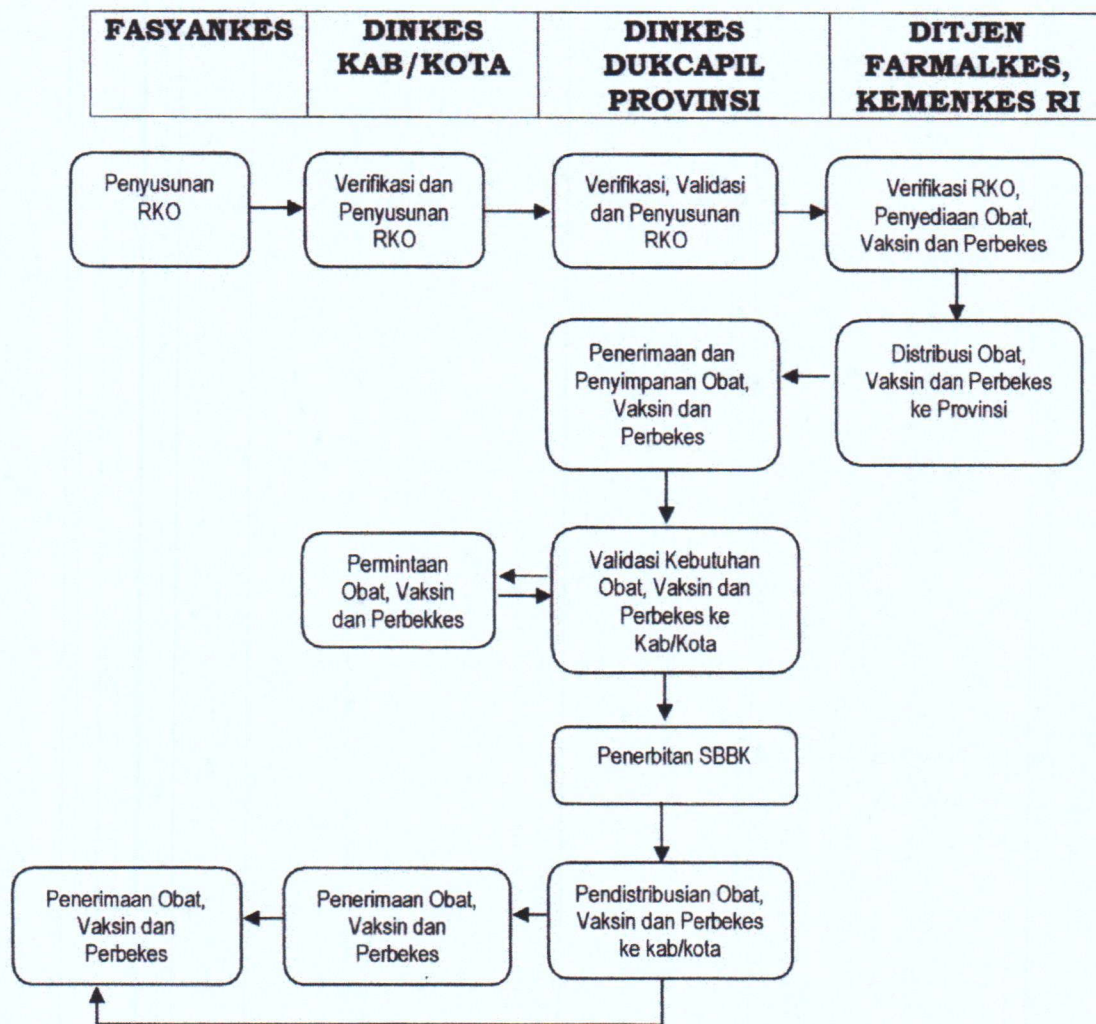 FASYANKES
DINKES
KAB/KOTA
DINKES
DUKCAPIL
PROVINSI
DITJEN
FARMALKES,
KEMENKES RI
Penyusunan
RKO
Verifikasi dan
Penyusunan
RKO
Verifikasi, Validasi
dan Penyusunan
RKO
Verifikasi RKO,
Penyediaan Obat,
Vaksin dan Perbekes
Penerimaan dan
Penyimpanan Obat,
Vaksin dan
Perbekes
Distribusi Obat,
Vaksin dan Perbekes
ke Provinsi
Permintaan
Obat, Vaksin
dan Perbekkes
Validasi Kebutuhan
Obat, Vaksin dan
Perbekes ke
Kab/Kota
Penerbitan SBBK
Penerimaan Obat,
Vaksin dan
Perbekes
Penerimaan Obat,
Vaksin dan
Perbekes
Pendistribusian Obat,
Vaksin dan Perbekes
ke kab/kota